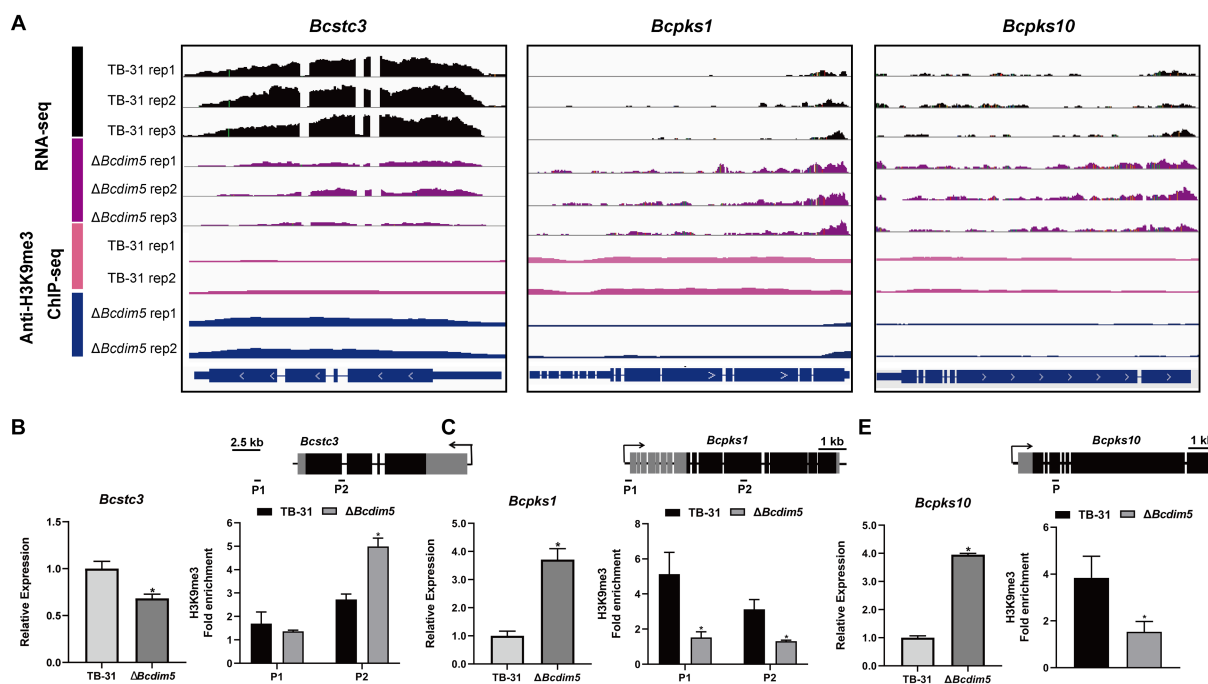 A
Bcstc3
Bcpks1
Bcpks10
RNA-seq
Anti-H3K9me3
ChIP-seq
TB-31 rep1
TB-31 rep2
TB-31 rep3
ΔBcdim5 rep1
ΔBcdim5 rep2
ΔBcdim5 rep3
TB-31 rep1
TB-31 rep2
ΔBcdim5 rep1
ΔBcdim5 rep2
B
2.5 kb
Bcstc3
P1
P2
Bcstc3
Relative Expression
1.5
1.0
0.5
0.0
*
TB-31
ΔBcdim5
TB-31
ΔBcdim5
H3K9me3
Fold enrichment
6
5
4
3
2
1
0
*
P1
P2
C
Bcpks1
1 kb
P1
P2
Bcpks1
Relative Expression
5.0
4.0
3.0
2.0
1.0
0.0
*
TB-31
ΔBcdim5
TB-31
ΔBcdim5
H3K9me3
Fold enrichment
8
6
4
2
0
*
*
P1
P2
E
Bcpks10
1 kb
P
Bcpks10
Relative Expression
5.0
4.0
3.0
2.0
1.0
0.0
*
TB-31
ΔBcdim5
TB-31
ΔBcdim5
H3K9me3
Fold enrichment
6
4
2
0
*